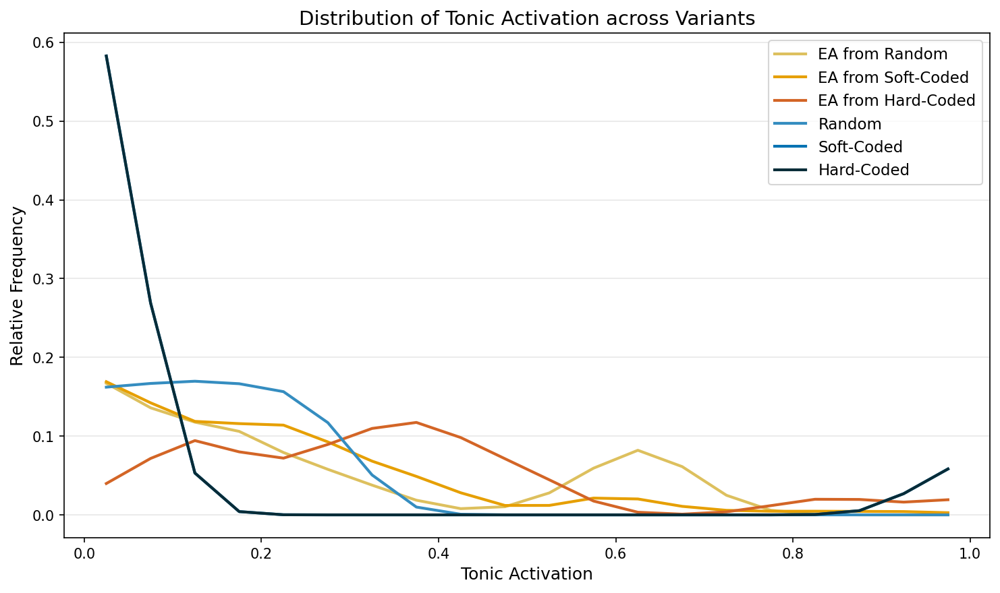 Distribution of Tonic Activation across Variants
EA from Random
EA from Soft-Coded
EA from Hard-Coded
Random
Soft-Coded
Hard-Coded
Relative Frequency
0.6
0.5
0.4
0.3
0.2
0.1
0.0
0.0 0.2 0.4 0.6 0.8 1.0
Tonic Activation